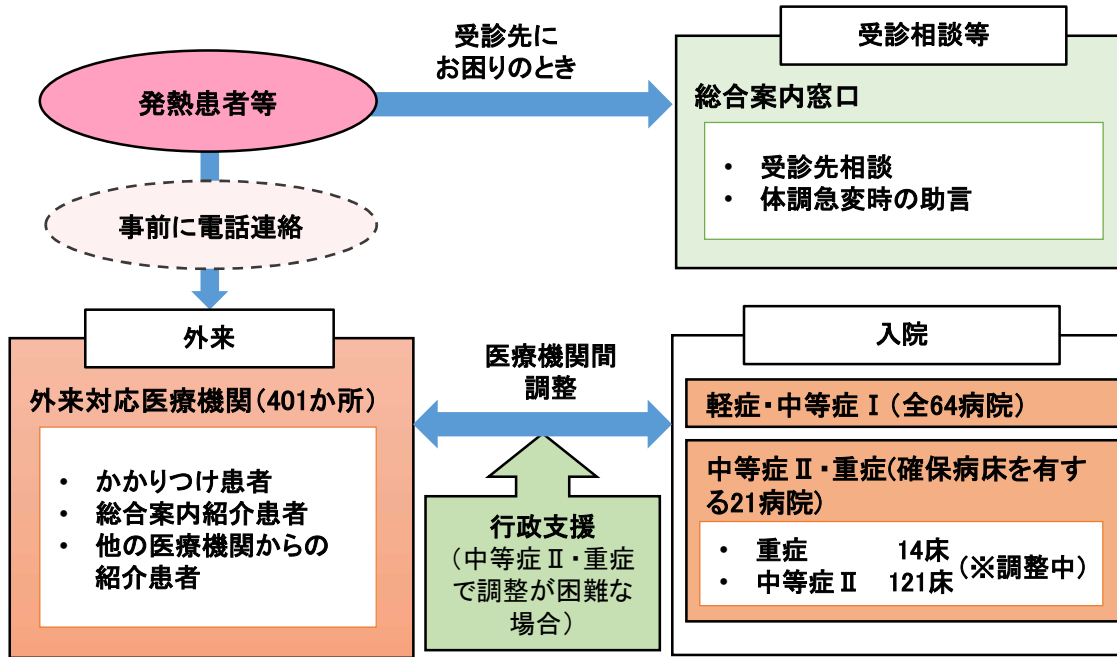 発熱患者等
受診先に
お困りのとき
受診相談等
総合案内窓口
・ 受診先相談
・ 体調急変時の助言
事前に電話連絡
外来
外来対応医療機関(401か所)
・ かかりつけ患者
・ 総合案内紹介患者
・ 他の医療機関からの
紹介患者
医療機関間
調整
行政支援
(中等症Ⅱ・重症
で調整が困難な
場合)
入院
軽症・中等症Ⅰ(全64病院)
中等症Ⅱ・重症(確保病床を有す
る21病院)
・ 重症 14床
・ 中等症Ⅱ 121床
(※調整中)